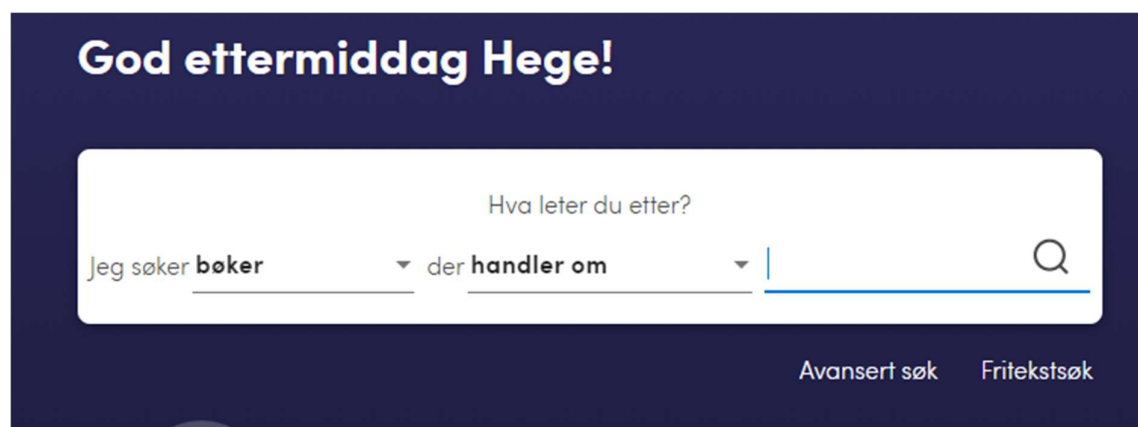 God ettermiddag Hege!
Hva leter du etter?
Jeg søker bøker der handler om
Avansert søk Fritekstsøk